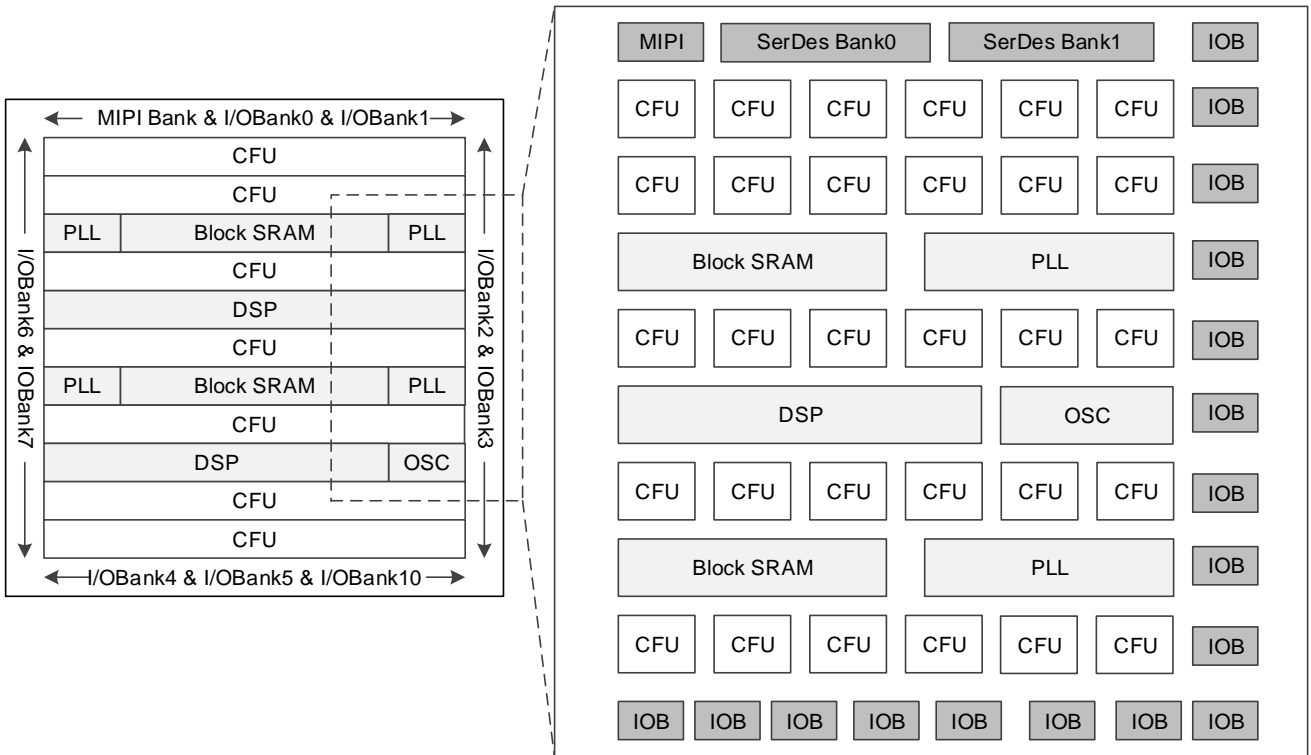 MIPI Bank & I/OBank0 & I/OBank1
CFU
CFU
PLL Block SRAM PLL
CFU
DSP
CFU
PLL Block SRAM PLL
CFU
DSP OSC
CFU
CFU
I/OBank4 & I/OBank5 & I/OBank10
I/OBank6 & IOBank7
I/OBank2 & IOBank3
MIPI SerDes Bank0 SerDes Bank1 IOB
CFU CFU CFU CFU CFU CFU IOB
CFU CFU CFU CFU CFU CFU IOB
Block SRAM PLL IOB
CFU CFU CFU CFU CFU CFU IOB
DSP OSC IOB
CFU CFU CFU CFU CFU CFU IOB
Block SRAM PLL IOB
CFU CFU CFU CFU CFU CFU IOB
IOB IOB IOB IOB IOB IOB IOB IOB